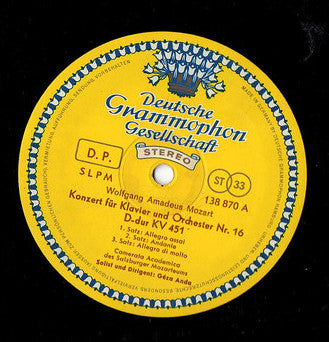 Deutsche
Grammophon
Gesellschaft
STEREO
D.P.
SLPM
ST 33
138 870 A
Wolfgang Amadeus Mozart
Konzert für Klavier und Orchester Nr. 16
D-dur KV 451
1. Satz: Allegro assai
2. Satz: Andante
3. Satz: Allegro di molto
Camerata Academica
des Salzburger Mozarteums
Solist und Dirigent: Géza Anda